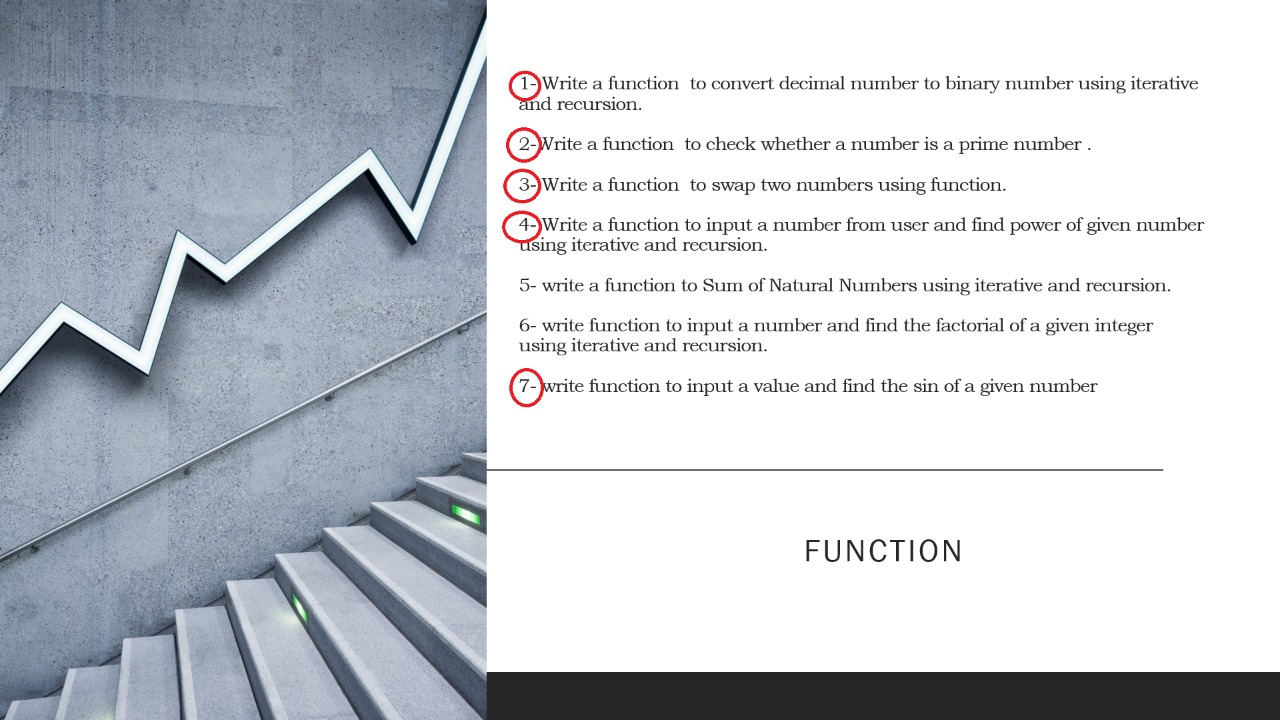 1- Write a function  to convert decimal number to binary number using iterative
and recursion.
2- Write a function  to check whether a number is a prime number .
3- Write a function  to swap two numbers using function.
4- Write a function to input a number from user and find power of given number
using iterative and recursion.
5- write a function to Sum of Natural Numbers using iterative and recursion.
6- write function to input a number and find the factorial of a given integer
using iterative and recursion.
7- write function to input a value and find the sin of a given number
FUNCTION